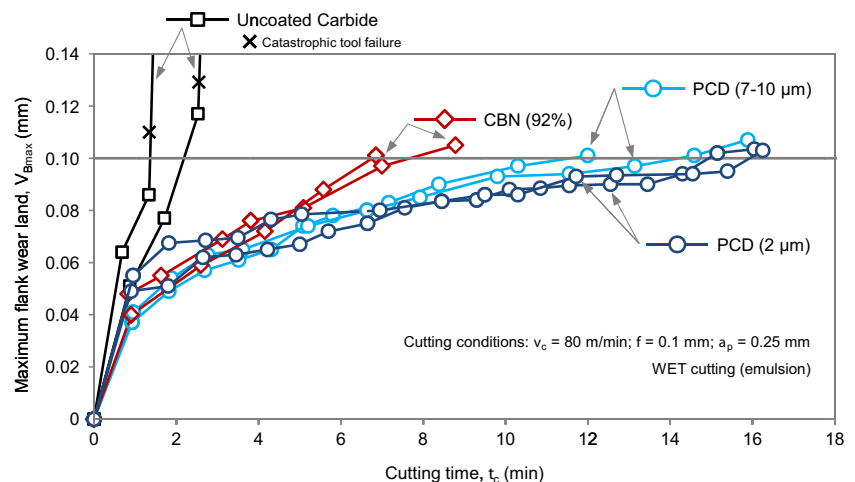 Uncoated Carbide
Catastrophic tool failure
0.14
0.12
0.10
0.08
0.06
0.04
0.02
0
Maximum flank wear land, VBmax (mm)
PCD (7-10 µm)
CBN (92%)
PCD (2 µm)
Cutting conditions: vc = 80 m/min; f = 0.1 mm; ap = 0.25 mm
WET cutting (emulsion)
0 2 4 6 8 10 12 14 16 18
Cutting time, tc (min)